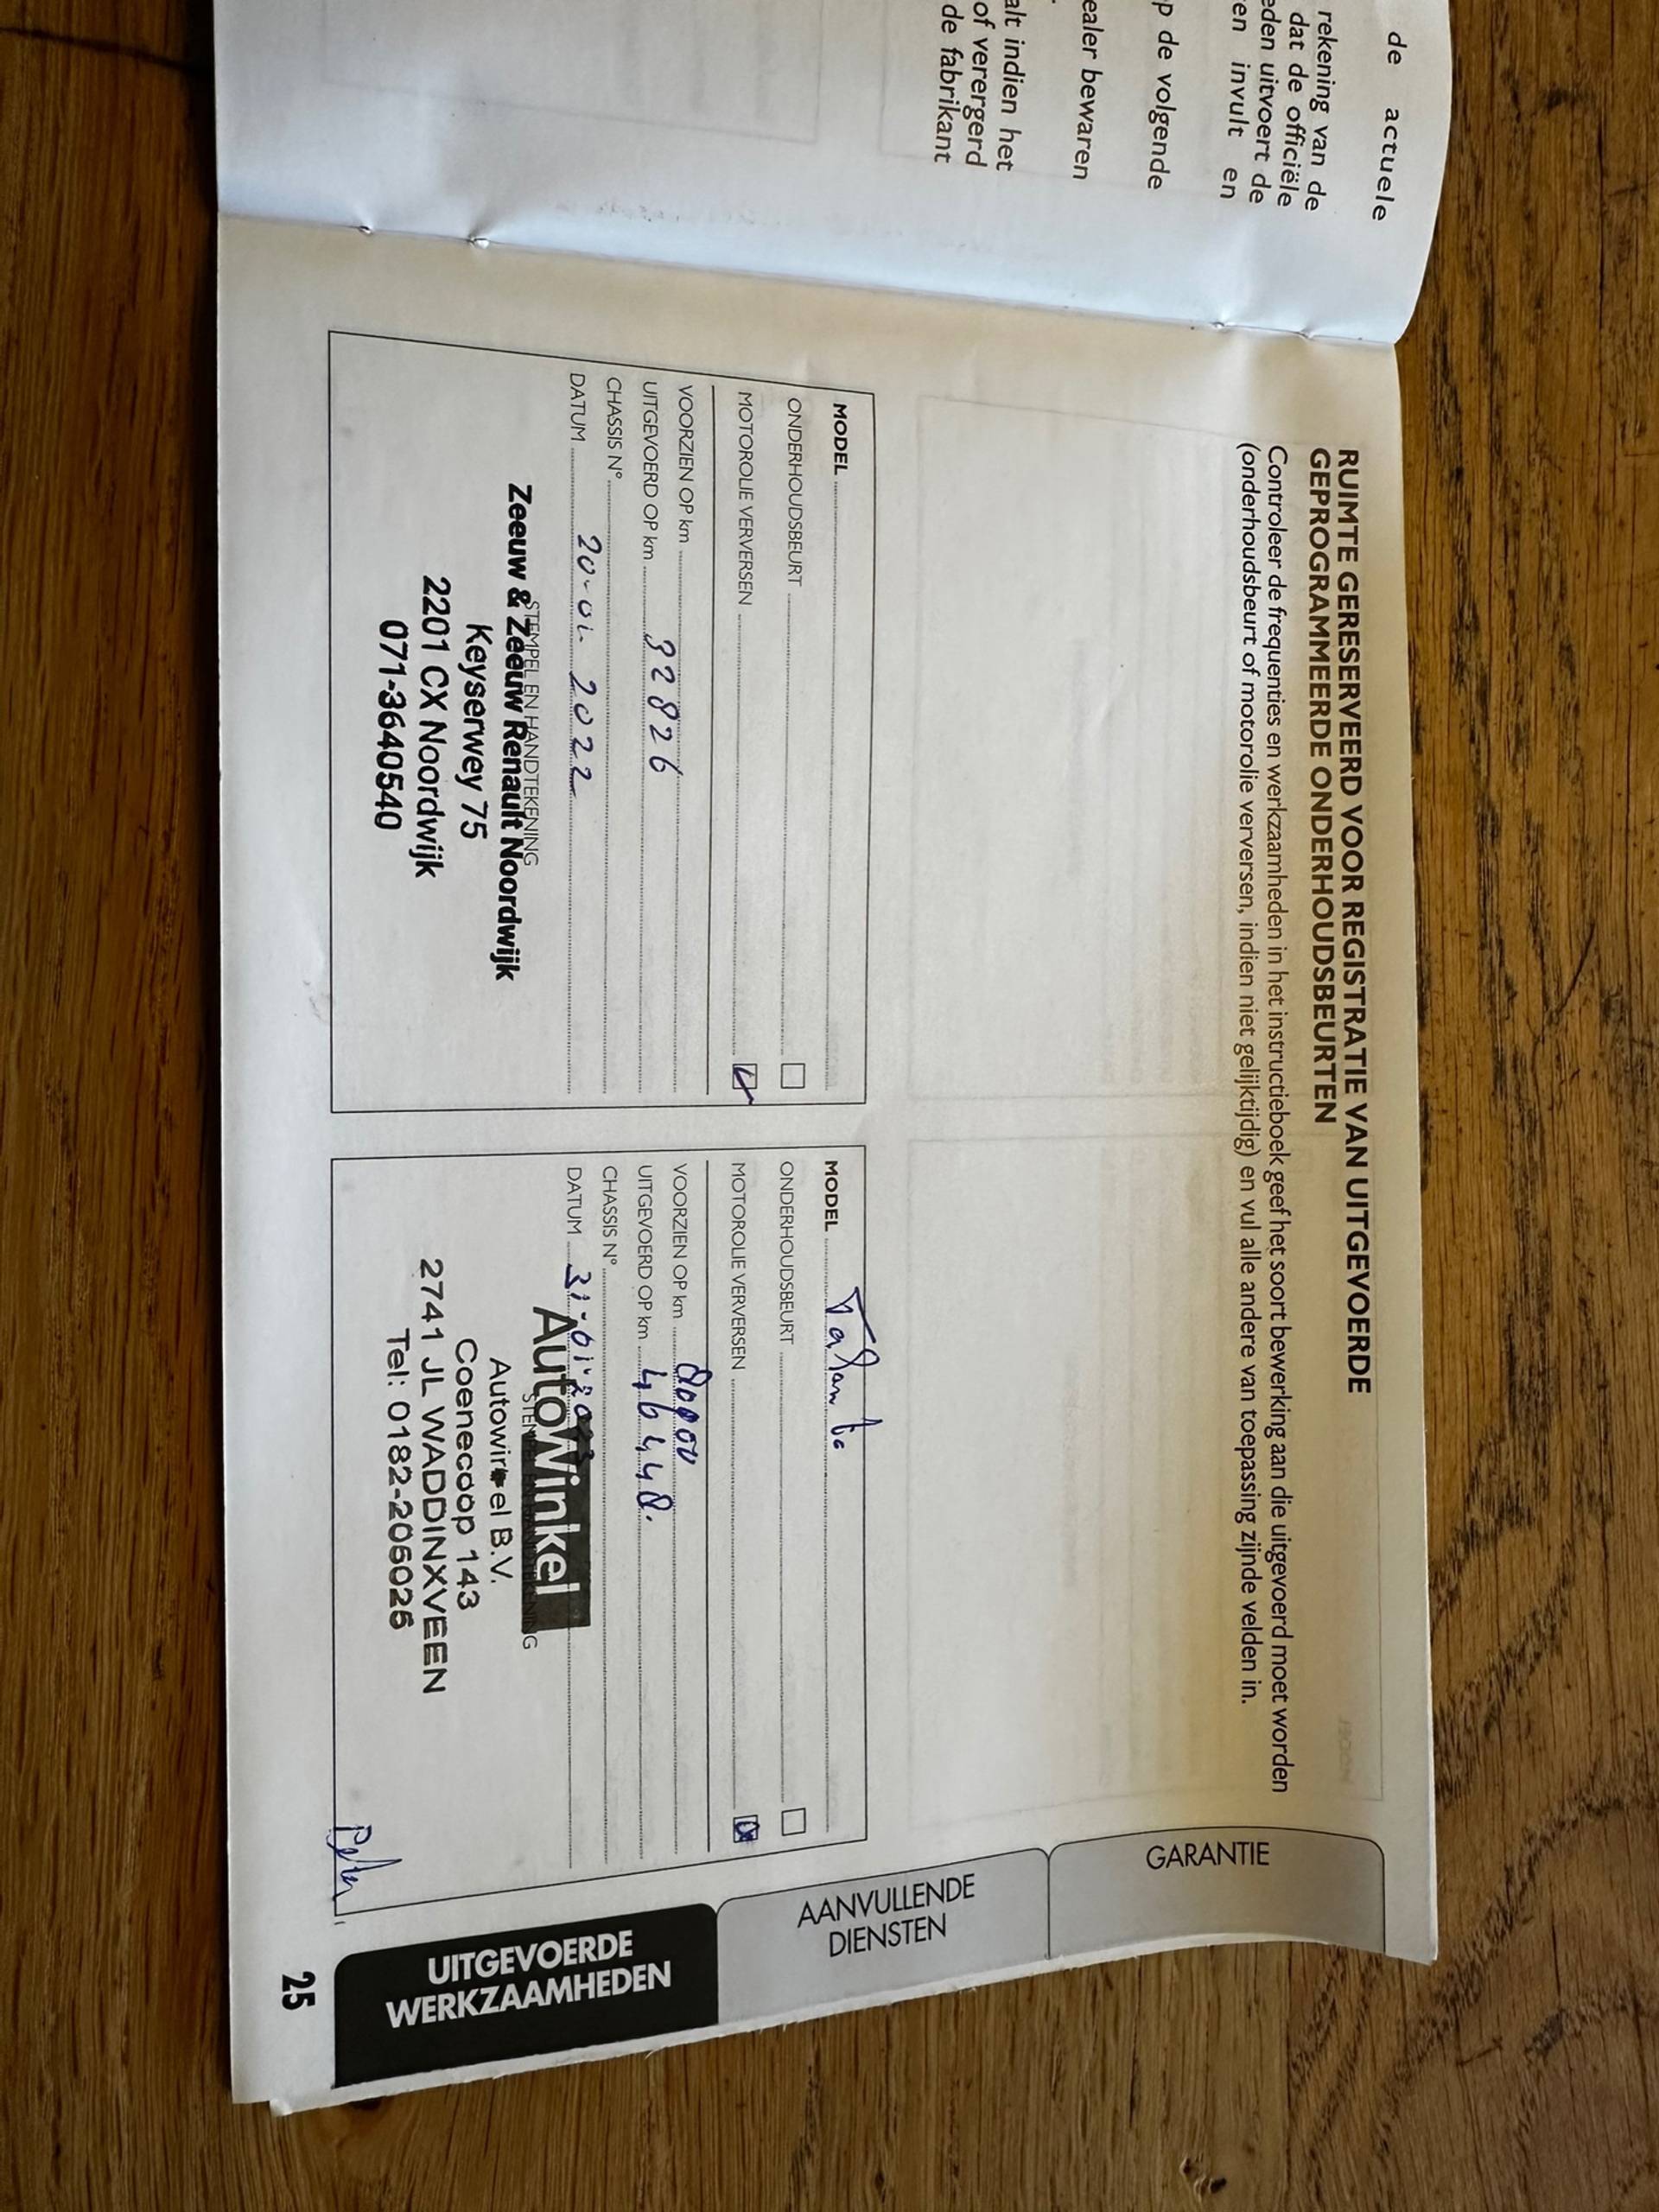 de actuele
rekening van de
dat de officiële
eden uitvoert de
en invult en
p de volgende
ealer bewaren
alt indien het
of verergerd
de fabrikant
RUIMTE GERESERVEERD VOOR REGISTRATIE VAN UITGEVOERDE
GEPROGRAMMEERDE ONDERHOUDSBEURTEN
Controleer de frequenties en werkzaamheden in het instructieboek geef het soort bewerking aan die uitgevoerd moet worden
(onderhoudsbeurt of motorolie verversen, indien niet gelijktijdig) en vul alle andere van toepassing zijnde velden in.
MODEL
ONDERHOUDSBEURT
MOTOROLIE VERVERSEN
VOORZIEN OP km
UITGEVOERD OP km 32826
CHASSIS N°
DATUM 20-01-2022
STEMPEL EN HANDTEKENING
Zeeuw & Zeeuw Renault Noordwijk
Keyserwey 75
2201 CX Noordwijk
071-3640540
MODEL
ONDERHOUDSBEURT
MOTOROLIE VERVERSEN
VOORZIEN OP km
UITGEVOERD OP km 46448.
CHASSIS N°
DATUM
AutoWinkel
Autowinkel B.V.
Coenecoop 143
2741 JL WADDINXVEEN
Tel: 0182-206025
GARANTIE
AANVULLENDE
DIENSTEN
UITGEVOERDE
WERKZAAMHEDEN
25